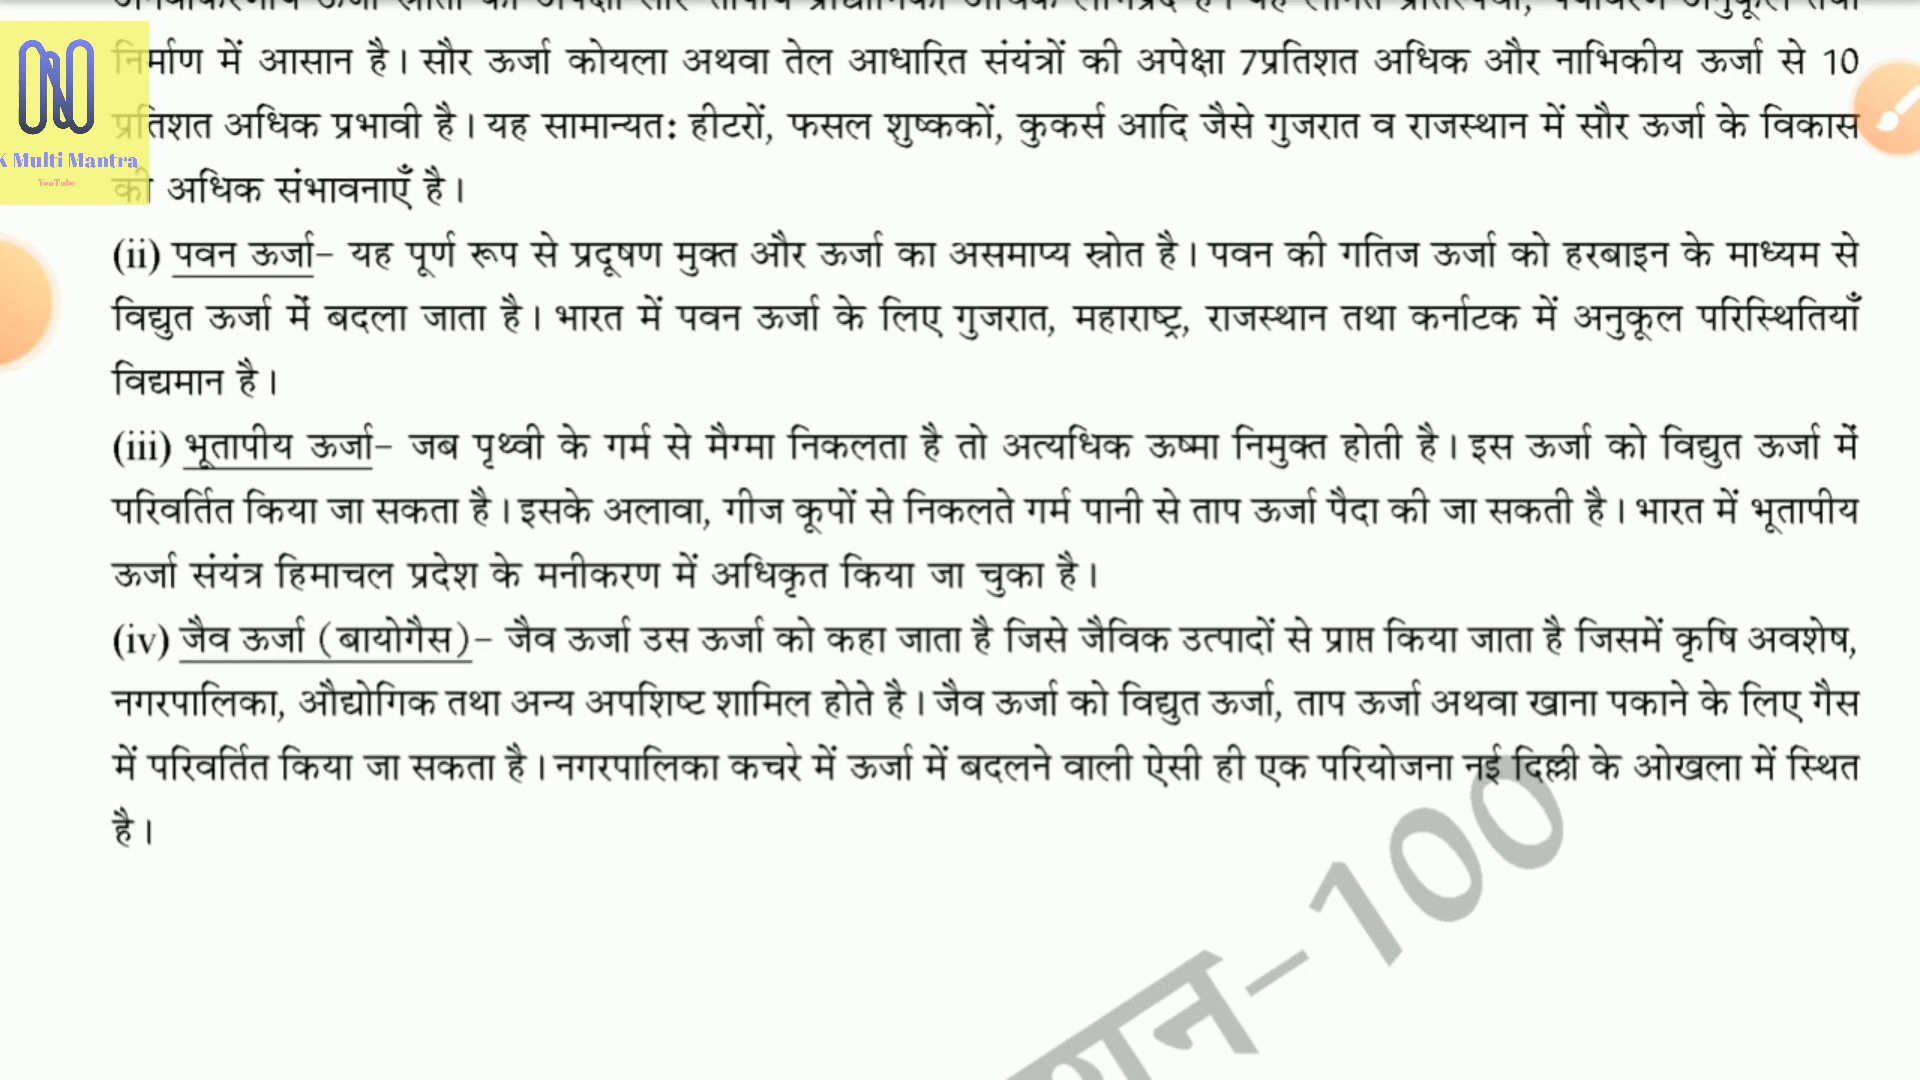 निर्माण में आसान है। सौर ऊर्जा कोयला अथवा तेल आधारित संयंत्रों की अपेक्षा 7प्रतिशत अधिक और नाभिकीय ऊर्जा से 10
प्रतिशत अधिक प्रभावी है। यह सामान्यतः हीटरों, फसल शुष्ककों, कुकर्स आदि जैसे गुजरात व राजस्थान में सौर ऊर्जा के विकास
K Multi Mantra
YouTube
की अधिक संभावनाएँ है।
(ii) पवन ऊर्जा– यह पूर्ण रूप से प्रदूषण मुक्त और ऊर्जा का असमाप्य स्रोत है। पवन की गतिज ऊर्जा को हरबाइन के माध्यम से
विद्युत ऊर्जा में बदला जाता है। भारत में पवन ऊर्जा के लिए गुजरात, महाराष्ट्र, राजस्थान तथा कर्नाटक में अनुकूल परिस्थितियाँ
विद्यमान है।
(iii) भूतापीय ऊर्जा– जब पृथ्वी के गर्म से मैग्मा निकलता है तो अत्यधिक ऊष्मा निमुक्त होती है। इस ऊर्जा को विद्युत ऊर्जा में
परिवर्तित किया जा सकता है। इसके अलावा, गीज कूपों से निकलते गर्म पानी से ताप ऊर्जा पैदा की जा सकती है। भारत में भूतापीय
ऊर्जा संयंत्र हिमाचल प्रदेश के मनीकरण में अधिकृत किया जा चुका है।
(iv) जैव ऊर्जा (बायोगैस)– जैव ऊर्जा उस ऊर्जा को कहा जाता है जिसे जैविक उत्पादों से प्राप्त किया जाता है जिसमें कृषि अवशेष,
नगरपालिका, औद्योगिक तथा अन्य अपशिष्ट शामिल होते है। जैव ऊर्जा को विद्युत ऊर्जा, ताप ऊर्जा अथवा खाना पकाने के लिए गैस
में परिवर्तित किया जा सकता है। नगरपालिका कचरे में ऊर्जा में बदलने वाली ऐसी ही एक परियोजना नई दिल्ली के ओखला में स्थित
है।
–100